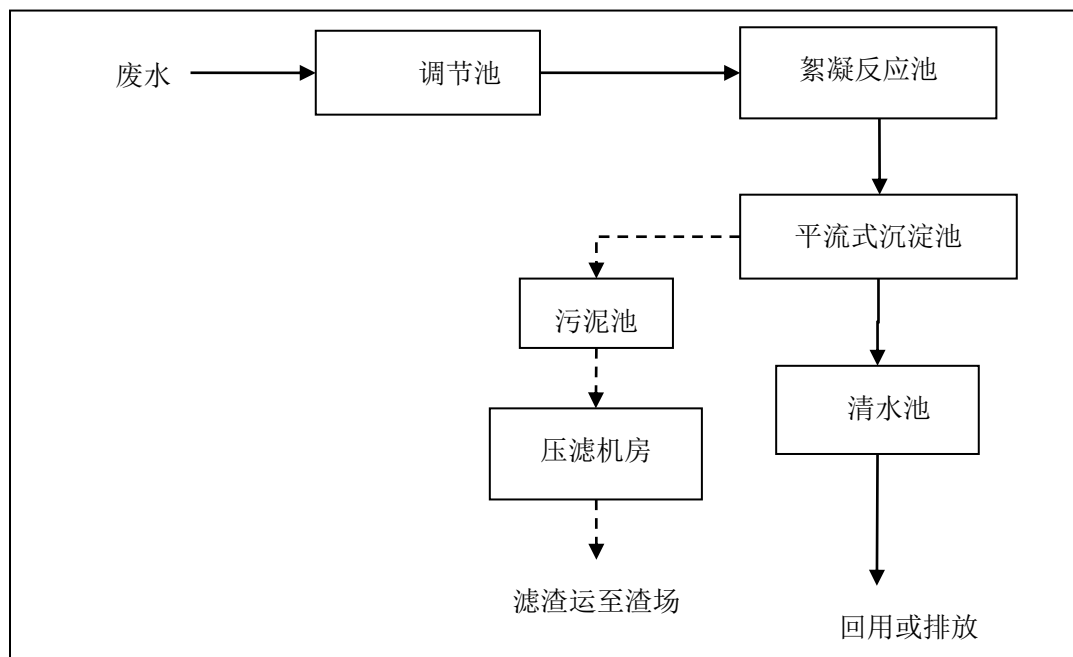 废水
调节池
絮凝反应池
平流式沉淀池
污泥池
清水池
压滤机房
滤渣运至渣场
回用或排放